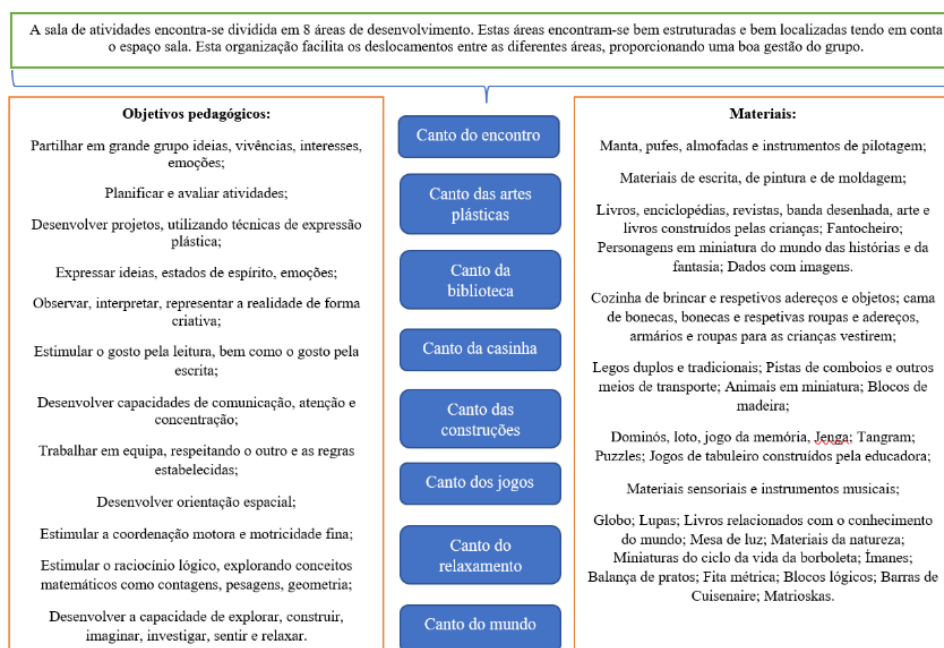 A sala de atividades encontra-se dividida em 8 áreas de desenvolvimento. Estas áreas encontram-se bem estruturadas e bem localizadas tendo em conta
o espaço sala. Esta organização facilita os deslocamentos entre as diferentes áreas, proporcionando uma boa gestão do grupo.
Objetivos pedagógicos:
Partilhar em grande grupo ideias, vivências, interesses,
emoções;
Planificar e avaliar atividades;
Desenvolver projetos, utilizando técnicas de expressão
plástica;
Expressar ideias, estados de espírito, emoções;
Observar, interpretar, representar a realidade de forma
criativa;
Estimular o gosto pela leitura, bem como o gosto pela
escrita;
Desenvolver capacidades de comunicação, atenção e
concentração;
Trabalhar em equipa, respeitando o outro e as regras
estabelecidas;
Desenvolver orientação espacial;
Estimular a coordenação motora e motricidade fina;
Estimular o raciocínio lógico, explorando conceitos
matemáticos como contagens, pesagens, geometria;
Desenvolver a capacidade de explorar, construir,
imaginar, investigar, sentir e relaxar.
Canto do encontro
Canto das artes
plásticas
Canto da
biblioteca
Canto da casinha
Canto das
construções
Canto dos jogos
Canto do
relaxamento
Canto do mundo
Materiais:
Manta, pufes, almofadas e instrumentos de pilotagem;
Materiais de escrita, de pintura e de moldagem;
Livros, enciclopédias, revistas, banda desenhada, arte e
livros construídos pelas crianças; Fantocheiro;
Personagens em miniatura do mundo das histórias e da
fantasia; Dados com imagens.
Cozinha de brincar e respetivos adereços e objetos; cama
de bonecas, bonecas e respetivas roupas e adereços,
armários e roupas para as crianças vestirem;
Legos duplos e tradicionais; Pistas de comboios e outros
meios de transporte; Animais em miniatura; Blocos de
madeira;
Dominós, loto, jogo da memória, Jenga; Tangram;
Puzzles; Jogos de tabuleiro construídos pela educadora;
Materiais sensoriais e instrumentos musicais;
Globo; Lupas; Livros relacionados com o conhecimento
do mundo; Mesa de luz; Materiais da natureza;
Miniaturas do ciclo da vida da borboleta; Ímanes;
Balança de pratos; Fita métrica; Blocos lógicos; Barras de
Cuisenaire; Matrioskas.